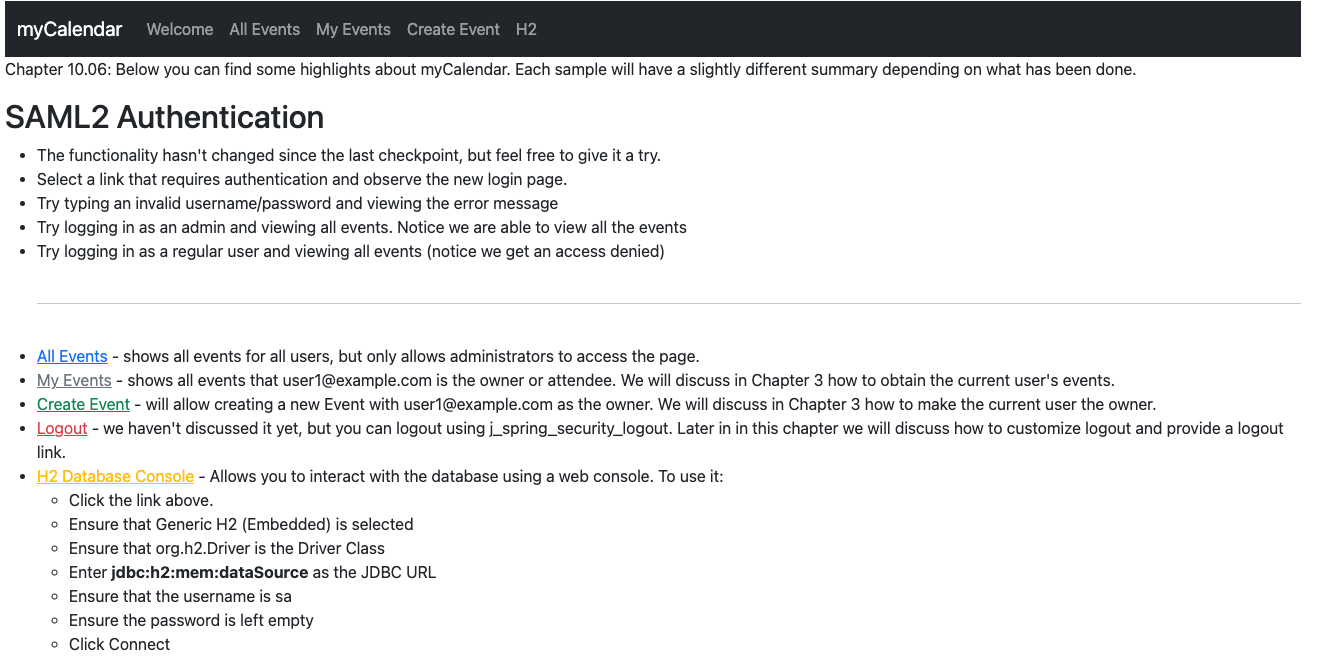 myCalendar Welcome All Events My Events Create Event H2
Chapter 10.06: Below you can find some highlights about myCalendar. Each sample will have a slightly different summary depending on what has been done.
SAML2 Authentication
The functionality hasn't changed since the last checkpoint, but feel free to give it a try.
Select a link that requires authentication and observe the new login page.
Try typing an invalid username/password and viewing the error message
Try logging in as an admin and viewing all events. Notice we are able to view all the events
Try logging in as a regular user and viewing all events (notice we get an access denied)
All Events - shows all events for all users, but only allows administrators to access the page.
My Events - shows all events that user1@example.com is the owner or attendee. We will discuss in Chapter 3 how to obtain the current user's events.
Create Event - will allow creating a new Event with user1@example.com as the owner. We will discuss in Chapter 3 how to make the current user the owner.
Logout - we haven't discussed it yet, but you can logout using j_spring_security_logout. Later in in this chapter we will discuss how to customize logout and provide a logout
link.
H2 Database Console - Allows you to interact with the database using a web console. To use it:
Click the link above.
Ensure that Generic H2 (Embedded) is selected
Ensure that org.h2.Driver is the Driver Class
Enter jdbc:h2:mem:dataSource as the JDBC URL
Ensure that the username is sa
Ensure the password is left empty
Click Connect